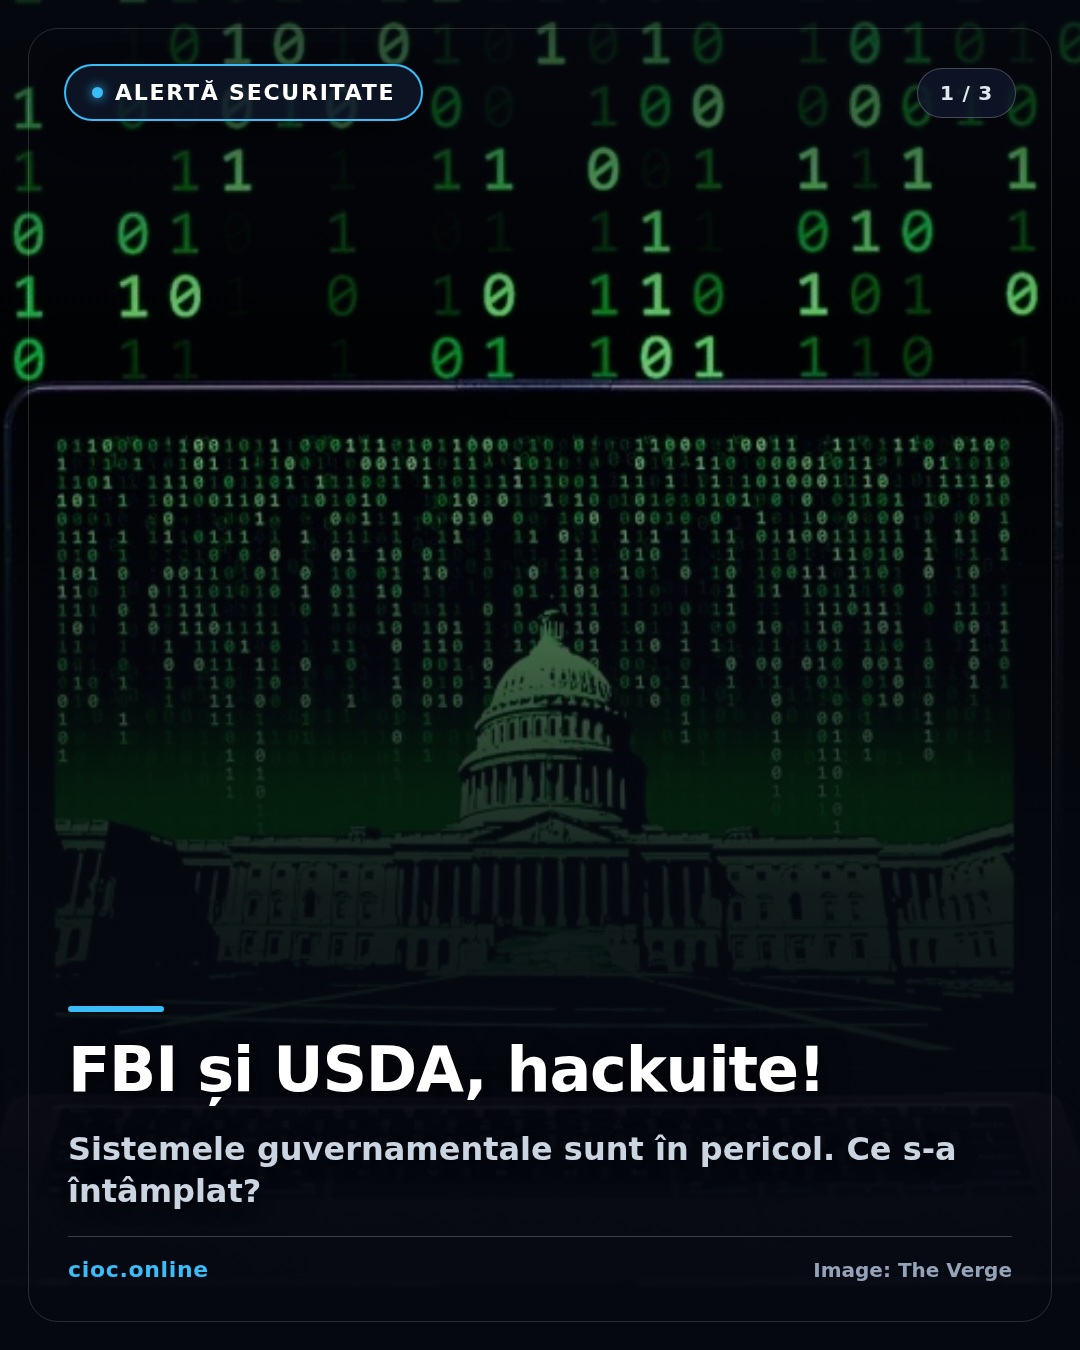 ALERTĂ SECURITATE
1 / 3
FBI și USDA, hackuite!
Sistemele guvernamentale sunt în pericol. Ce s-a
întâmplat?
cioc.online
Image: The Verge